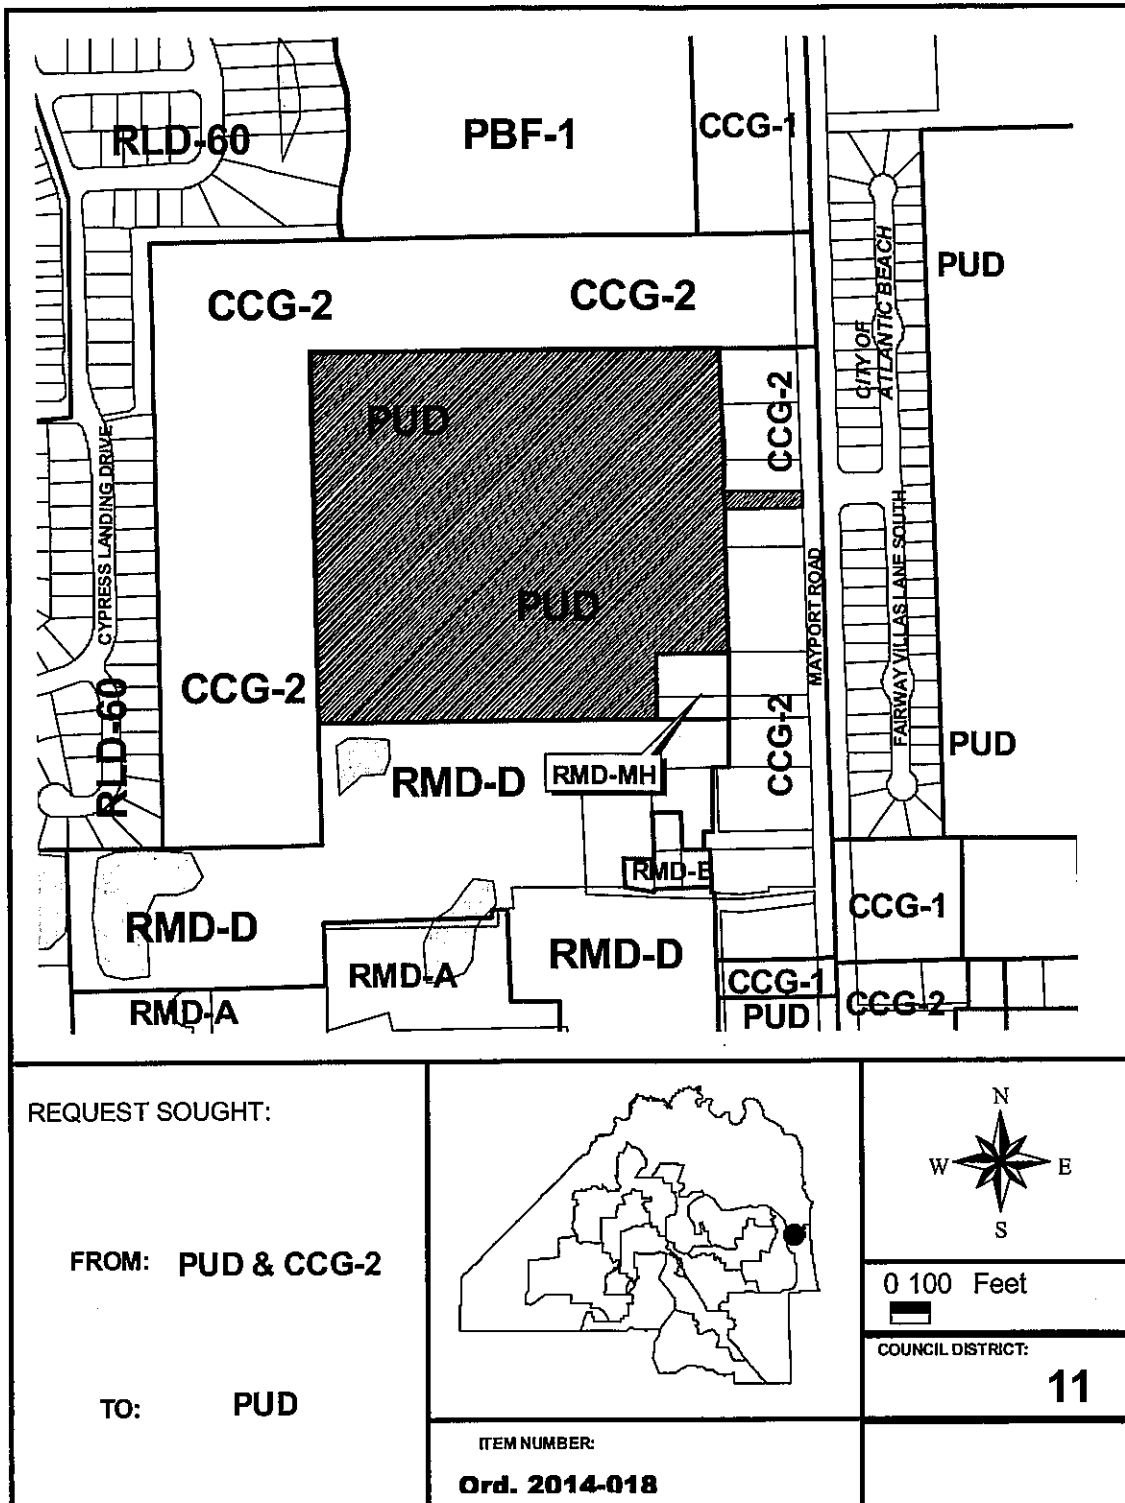 RLD-60
PBF-1
CCG-1
CCG-2
CCG-2
PUD
CITY OF
ATLANTIC BEACH
PUD
CCG-2
CYPRESS LANDING DRIVE
PUD
MAYPORT ROAD
FAIRWAY VILLAS LANE SOUTH
CCG-2
RLD-60
CCG-2
PUD
RMD-D
RMD-MH
RMD-B
CCG-1
RMD-D
RMD-D
RMD-A
CCG-1
CCG-2
RMD-A
PUD
REQUEST SOUGHT:
FROM: PUD & CCG-2
TO: PUD
ITEM NUMBER:
Ord. 2014-018
N
W E
S
0 100 Feet
COUNCIL DISTRICT:
11